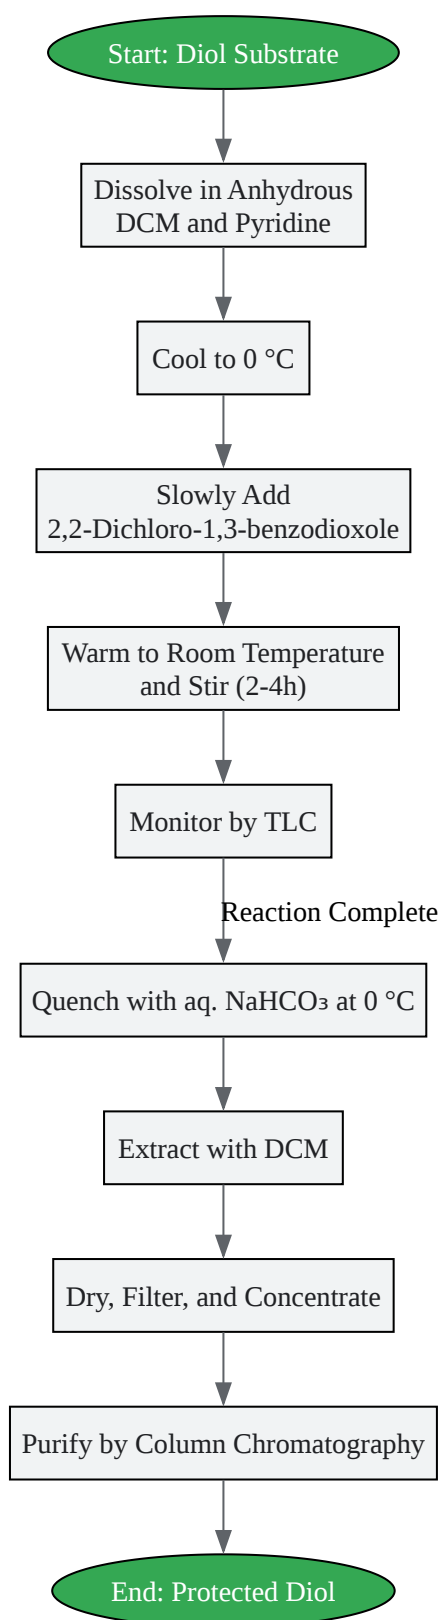 Start: Diol Substrate
Dissolve in Anhydrous
DCM and Pyridine
Cool to 0 °C
Slowly Add
2,2-Dichloro-1,3-benzodioxole
Warm to Room Temperature
and Stir (2-4h)
Monitor by TLC
Reaction Complete
Quench with aq. NaHCO₃ at 0 °C
Extract with DCM
Dry, Filter, and Concentrate
Purify by Column Chromatography
End: Protected Diol